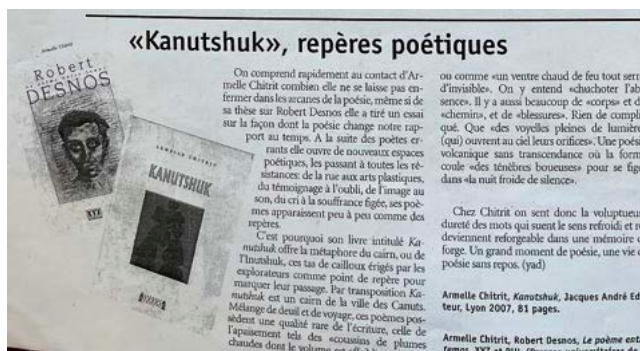 «Kanutshuk», repères poétiques
Armelle Chitrit
Robert
DESNOS
XYZ
ARMELLE CHITRIT
KANUTSHUK
On comprend rapidement au contact d'Ar-
melle Chitrit combien elle ne se laisse pas en-
fermer dans les arcanes de la poésie, même si de
sa thèse sur Robert Desnos elle a tiré un essai
sur la façon dont la poésie change notre rap-
port au temps. A la suite des poètes er-
rants elle ouvre de nouveaux espaces
poétiques, les passant à toutes les ré-
sistances: de la rue aux arts plastiques,
du témoignage à l'oubli, de l'image au
son, du cri à la souffrance figée, ses poè-
mes apparaissent peu à peu comme des
repères.
C'est pourquoi son livre intitulé Ka-
nutshuk offre la métaphore du cairn, ou de
l'Inutshuk, ces tas de cailloux érigés par les
explorateurs comme point de repère pour
marquer leur passage. Par transposition Ka-
nutshuk est un cairn de la ville des Canuts.
Mélange de deuil et de voyage, ces poèmes pos-
sèdent une qualité rare de l'écriture, celle de
l'apaisement tels des «coussins de plumes
chaudes dont le volume est
ou comme «un ventre chaud de feu tout
d'invisible». On y entend «chuchoter
sence». Il y a aussi beaucoup de «corps» et
«chemin», et de «blessures». Rien de
qué. Que «des voyelles pleines de
(qui) ouvrent au ciel leurs orifices». Une
volcanique sans transcendance où la
coule «des ténèbres boueuses» pour se
dans «la nuit froide de silence».
Chez Chitrit on sent donc la
dureté des mots qui suent le sens refroidi et
deviennent reforgeable dans une mémoire
forge. Un grand moment de poésie, une vie
poésie sans repos. (yad)
Armelle Chitrit, Kanutshuk, Jacques André
teur, Lyon 2007, 81 pages.
Armelle Chitrit, Robert Desnos, Le poème
temps, XYZ et PUL